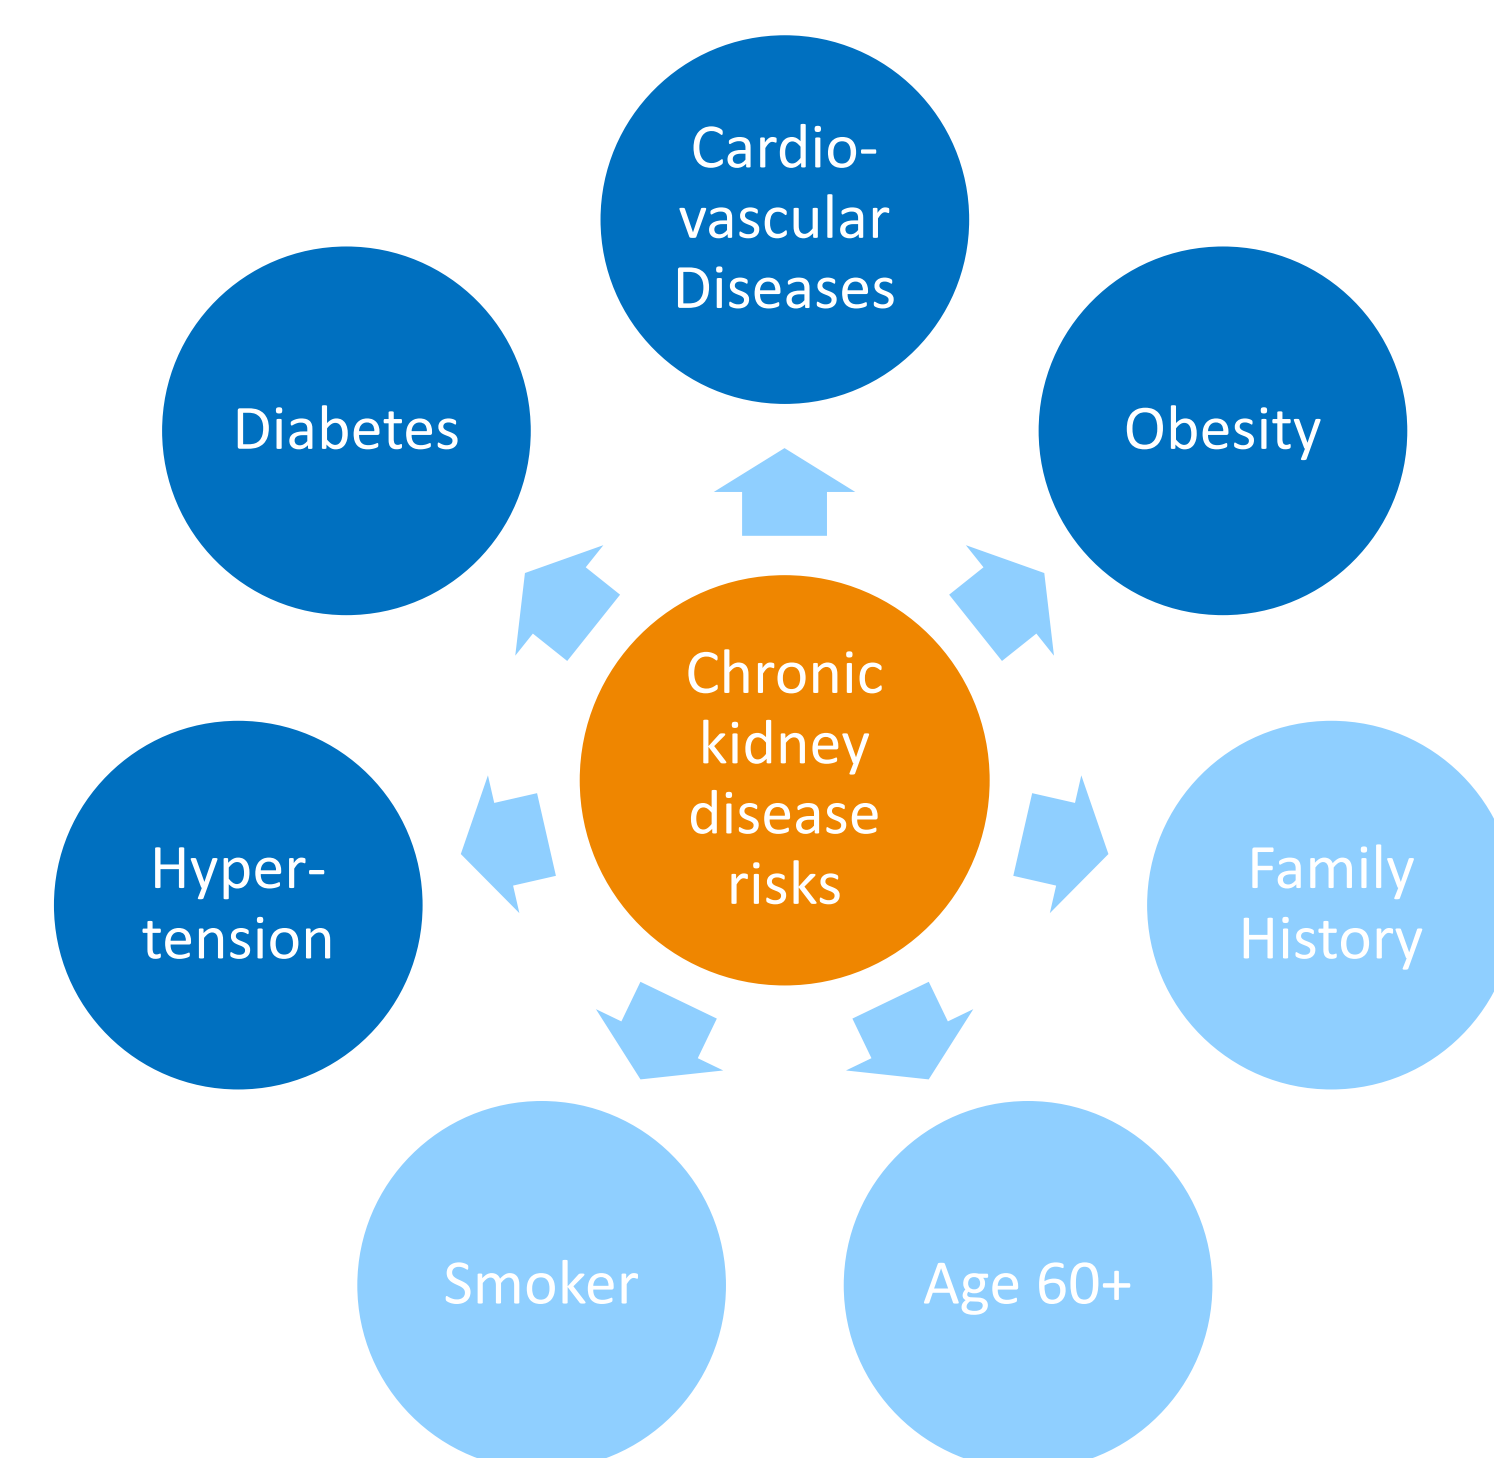 Cardio-
vascular
Diseases
Diabetes
Obesity
Chronic
kidney
disease
risks
Hyper-
tension
Family
History
Smoker
Age 60+